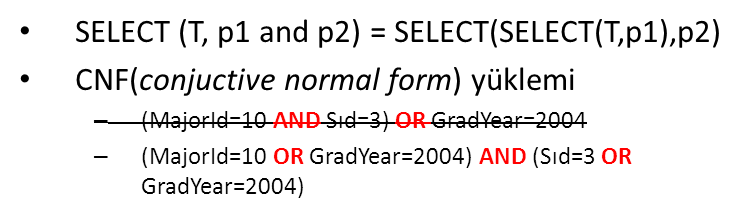 • SELECT (T, p1 and p2) = SELECT(SELECT(T,p1),p2)
• CNF(conjuctive normal form) yüklemi
– (MajorId=10 AND Sıd=3) OR GradYear=2004
– (MajorId=10 OR GradYear=2004) AND (Sıd=3 OR
GradYear=2004)